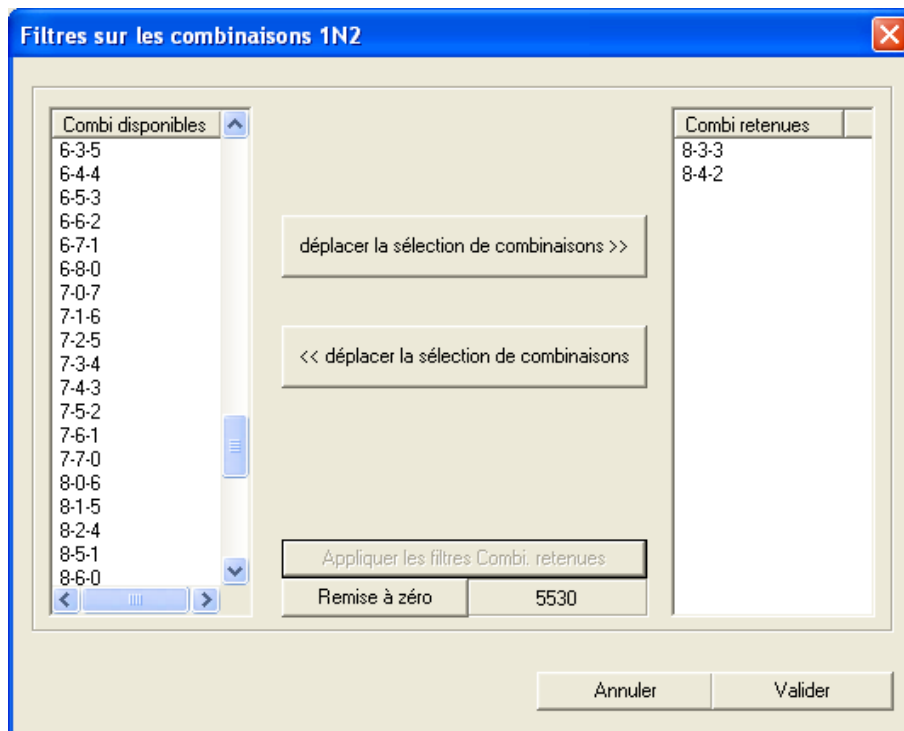 Filtres sur les combinaisons 1N2
Combi disponibles
6-3-5
6-4-4
6-5-3
6-6-2
6-7-1
6-8-0
7-0-7
7-1-6
7-2-5
7-3-4
7-4-3
7-5-2
7-6-1
7-7-0
8-0-6
8-1-5
8-2-4
8-5-1
8-6-0
déplacer la sélection de combinaisons >>
<< déplacer la sélection de combinaisons
Appliquer les filtres Combi. retenues
Remise à zéro
5530
Combi retenues
8-3-3
8-4-2
Annuler
Valider